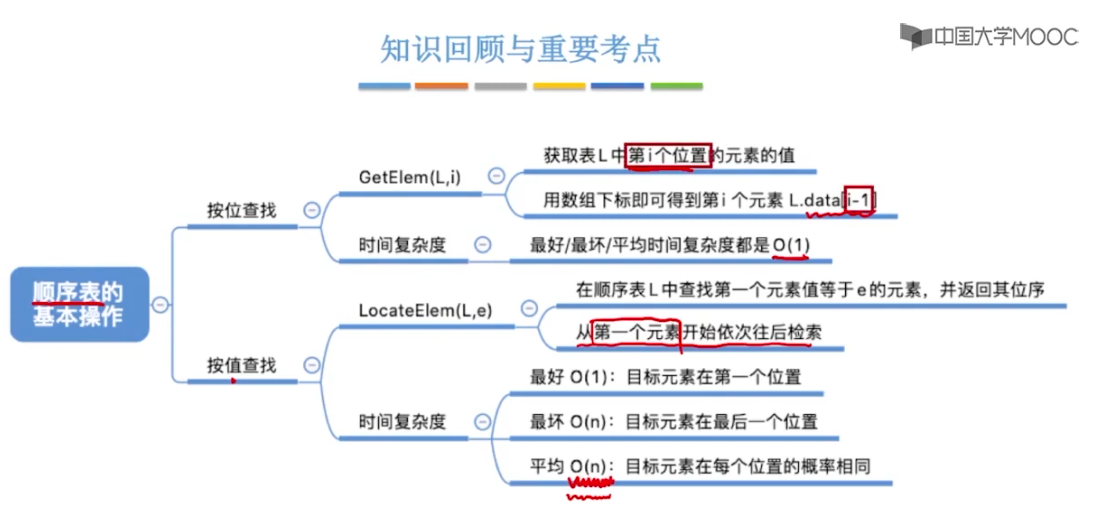 知识回顾与重要考点
中国大学MOOC
顺序表的
基本操作
按位查找
GetElem(L,i)
获取表L中第i个位置的元素的值
用数组下标即可得到第i个元素 L.data[i-1]
时间复杂度
最好/最坏/平均时间复杂度都是O(1)
按值查找
LocateElem(L,e)
在顺序表L中查找第一个元素值等于e的元素，并返回其位序
从第一个元素开始依次往后检索
时间复杂度
最好 O(1)：目标元素在第一个位置
最坏 O(n)：目标元素在最后一个位置
平均 O(n)：目标元素在每个位置的概率相同